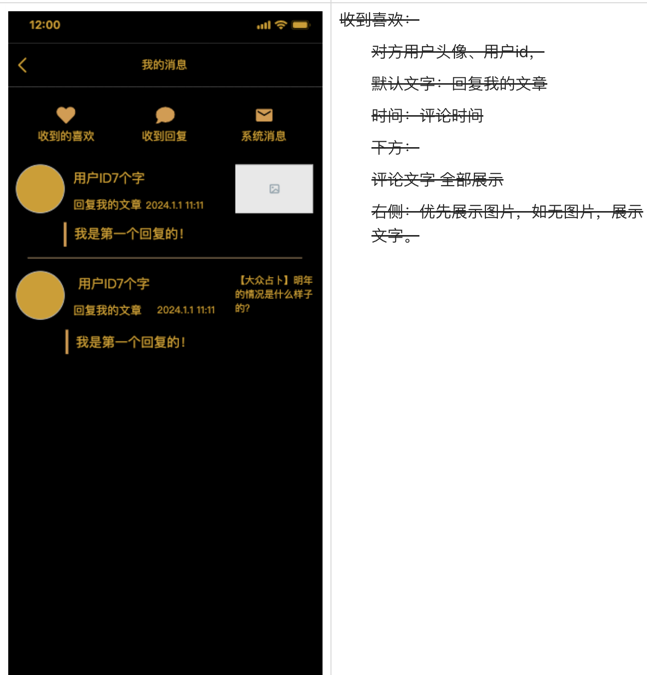 12:00
我的消息
收到的喜欢 收到回复 系统消息
用户ID7个字
回复我的文章 2024.1.1 11:11
我是第一个回复的！
用户ID7个字
回复我的文章 2024.1.1 11:11
【大众占卜】明年
的情况是什么样子
的?
我是第一个回复的！
收到喜欢：
对方用户头像、用户id，
默认文字：回复我的文章
时间：评论时间
下方：
评论文字 全部展示
右侧：优先展示图片，如无图片，展示
文字。